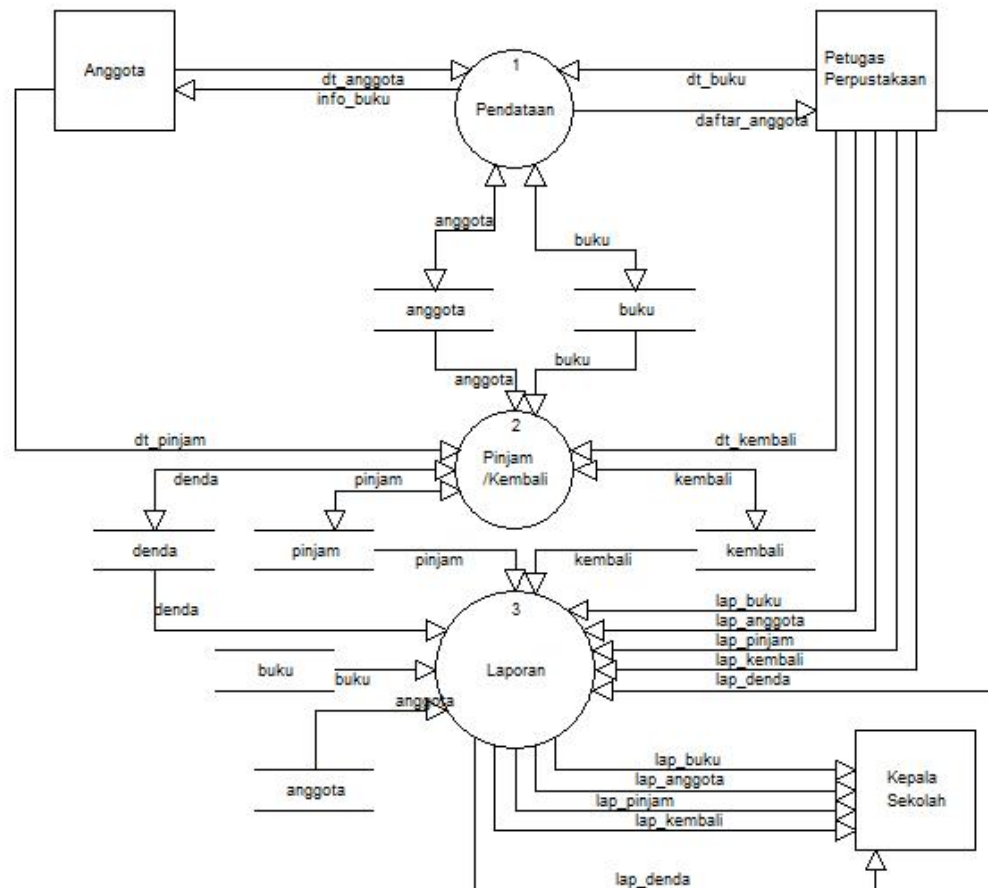 Anggota
1
Pendataan
Petugas
Perpustakaan
dt_anggota
info_buku
dt_buku
daftar_anggota
anggota
buku
anggota
buku
anggota
buku
2
Pinjam
/Kembali
dt_pinjam
dt_kembali
denda
pinjam
kembali
denda
pinjam
kembali
pinjam
kembali
3
Laporan
denda
buku
buku
anggota
anggota
lap_buku
lap_anggota
lap_pinjam
lap_kembali
lap_denda
lap_buku
lap_anggota
lap_pinjam
lap_kembali
Kepala
Sekolah
lap_denda